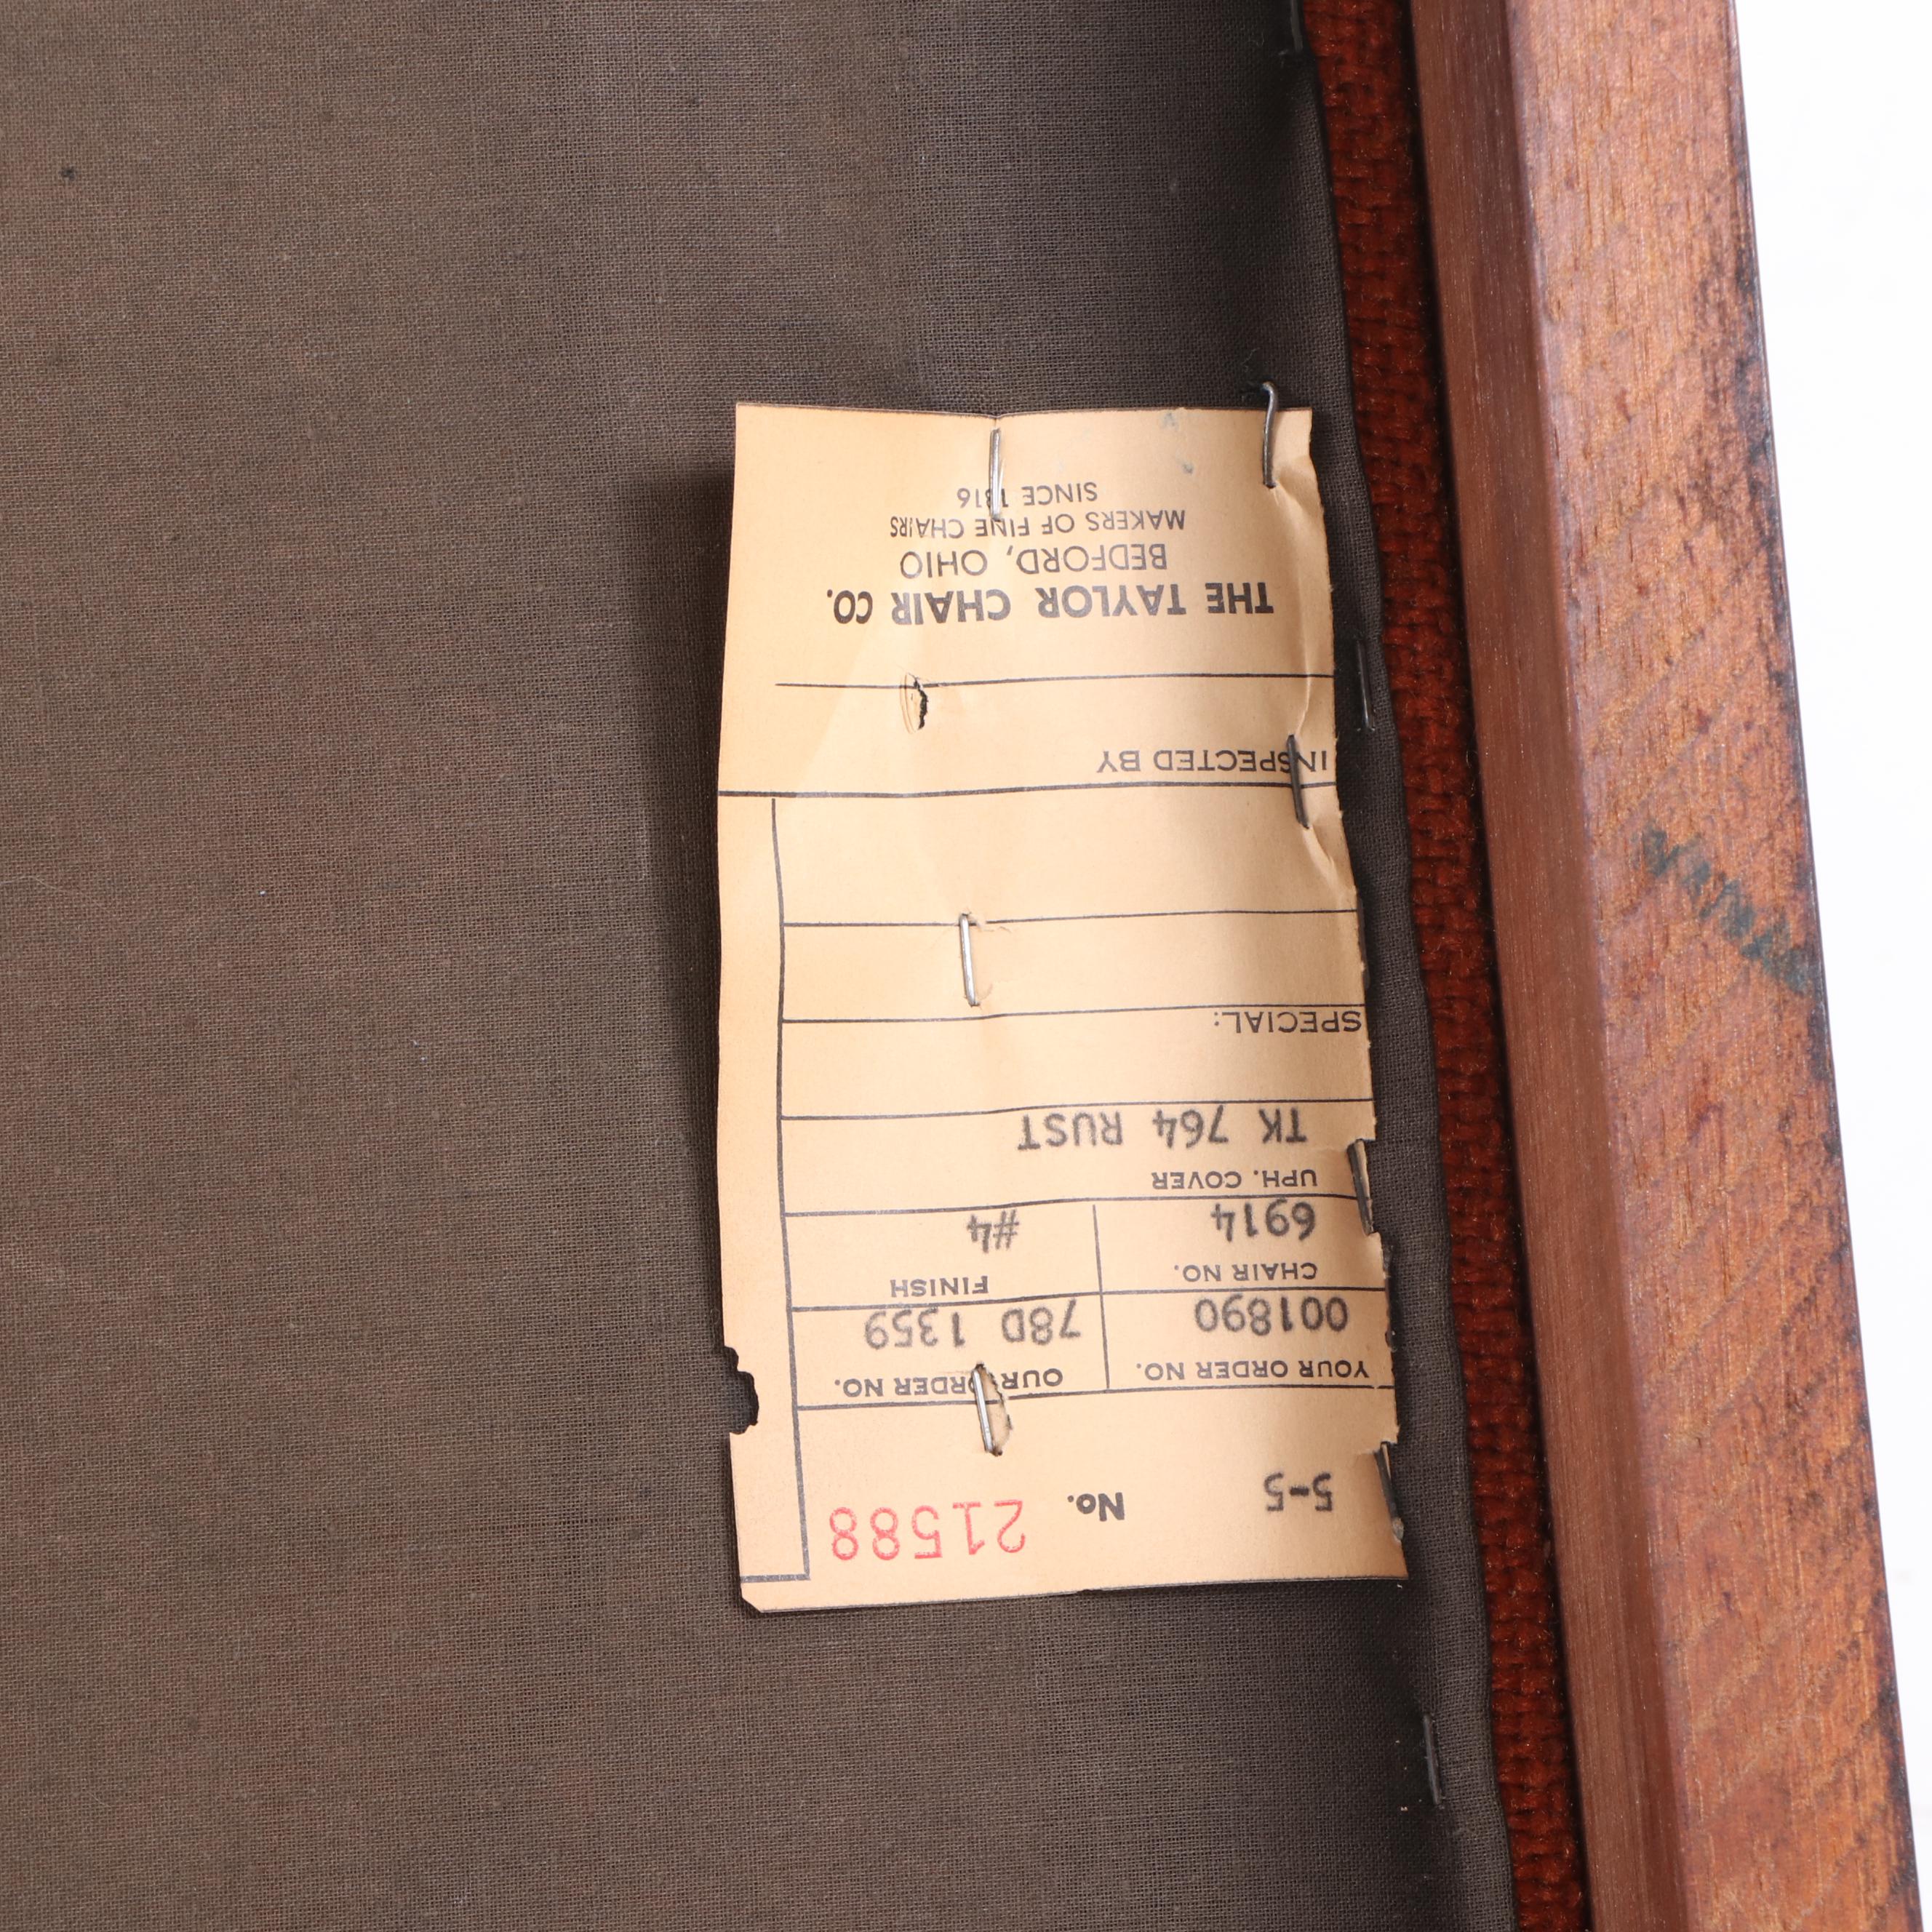 5-5 No. 21588
YOUR ORDER NO. OUR ORDER NO.
001890 78D 1359
CHAIR NO. FINISH
6914 #4
UPH. COVER
TK 764 RUST
SPECIAL:
INSPECTED BY
THE TAYLOR CHAIR CO.
BEDFORD, OHIO
MAKERS OF FINE CHAIRS
SINCE 1816